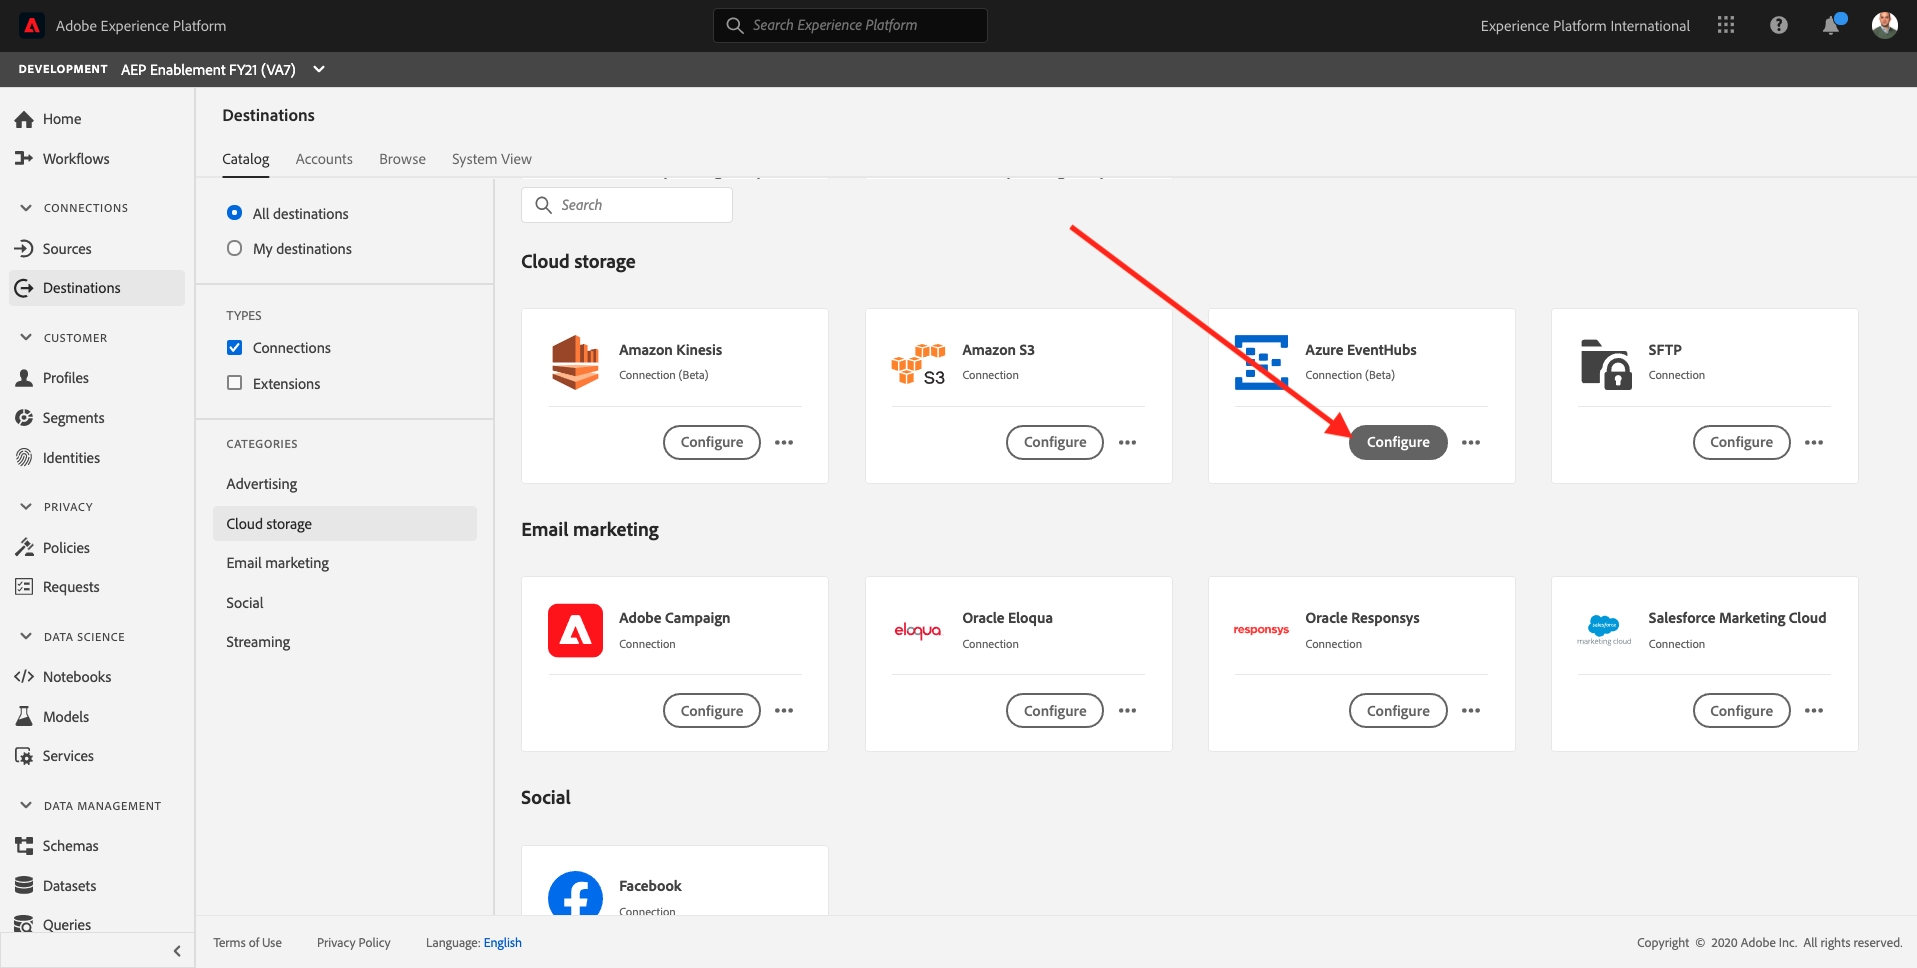 Adobe Experience Platform
Search Experience Platform
Experience Platform International
DEVELOPMENT AEP Enablement FY21 (VA7)
Home
Workflows
CONNECTIONS
Sources
Destinations
CUSTOMER
Profiles
Segments
Identities
PRIVACY
Policies
Requests
DATA SCIENCE
Notebooks
Models
Services
DATA MANAGEMENT
Schemas
Datasets
Queries
Destinations
Catalog Accounts Browse System View
All destinations
My destinations
TYPES
Connections
Extensions
CATEGORIES
Advertising
Cloud storage
Email marketing
Social
Streaming
Search
Cloud storage
Amazon Kinesis
Connection (Beta)
Configure
S3
Amazon S3
Connection
Configure
Azure EventHubs
Connection (Beta)
Configure
SFTP
Connection
Configure
Email marketing
Adobe Campaign
Connection
Configure
eloqua
Oracle Eloqua
Connection
Configure
responsys
Oracle Responsys
Connection
Configure
salesforce
marketing cloud
Salesforce Marketing Cloud
Connection
Configure
Social
Facebook
Connection
Terms of Use Privacy Policy Language: English
Copyright © 2020 Adobe Inc. All rights reserved.